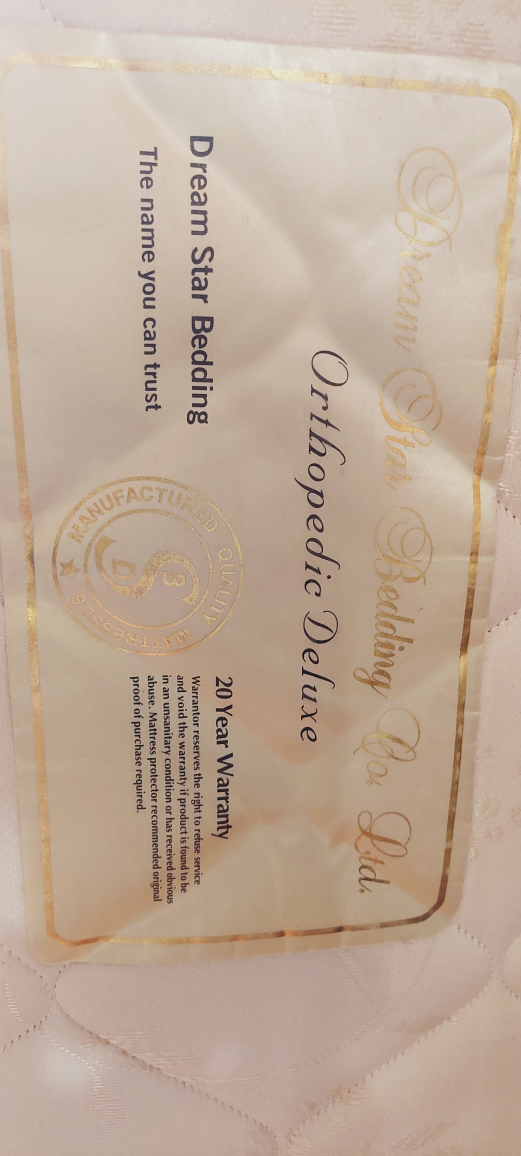 Dream Star Bedding Co. Ltd.
Orthopedic Deluxe
Dream Star Bedding
The name you can trust
MANUFACTURED QUALITY MATTRESSES
S B D
20 Year Warranty
Warrantor reserves the right to refuse service
and void the warranty if product is found to be
in an unsanitary condition or has received obvious
abuse. Mattress protector recommended original
proof of purchase required.